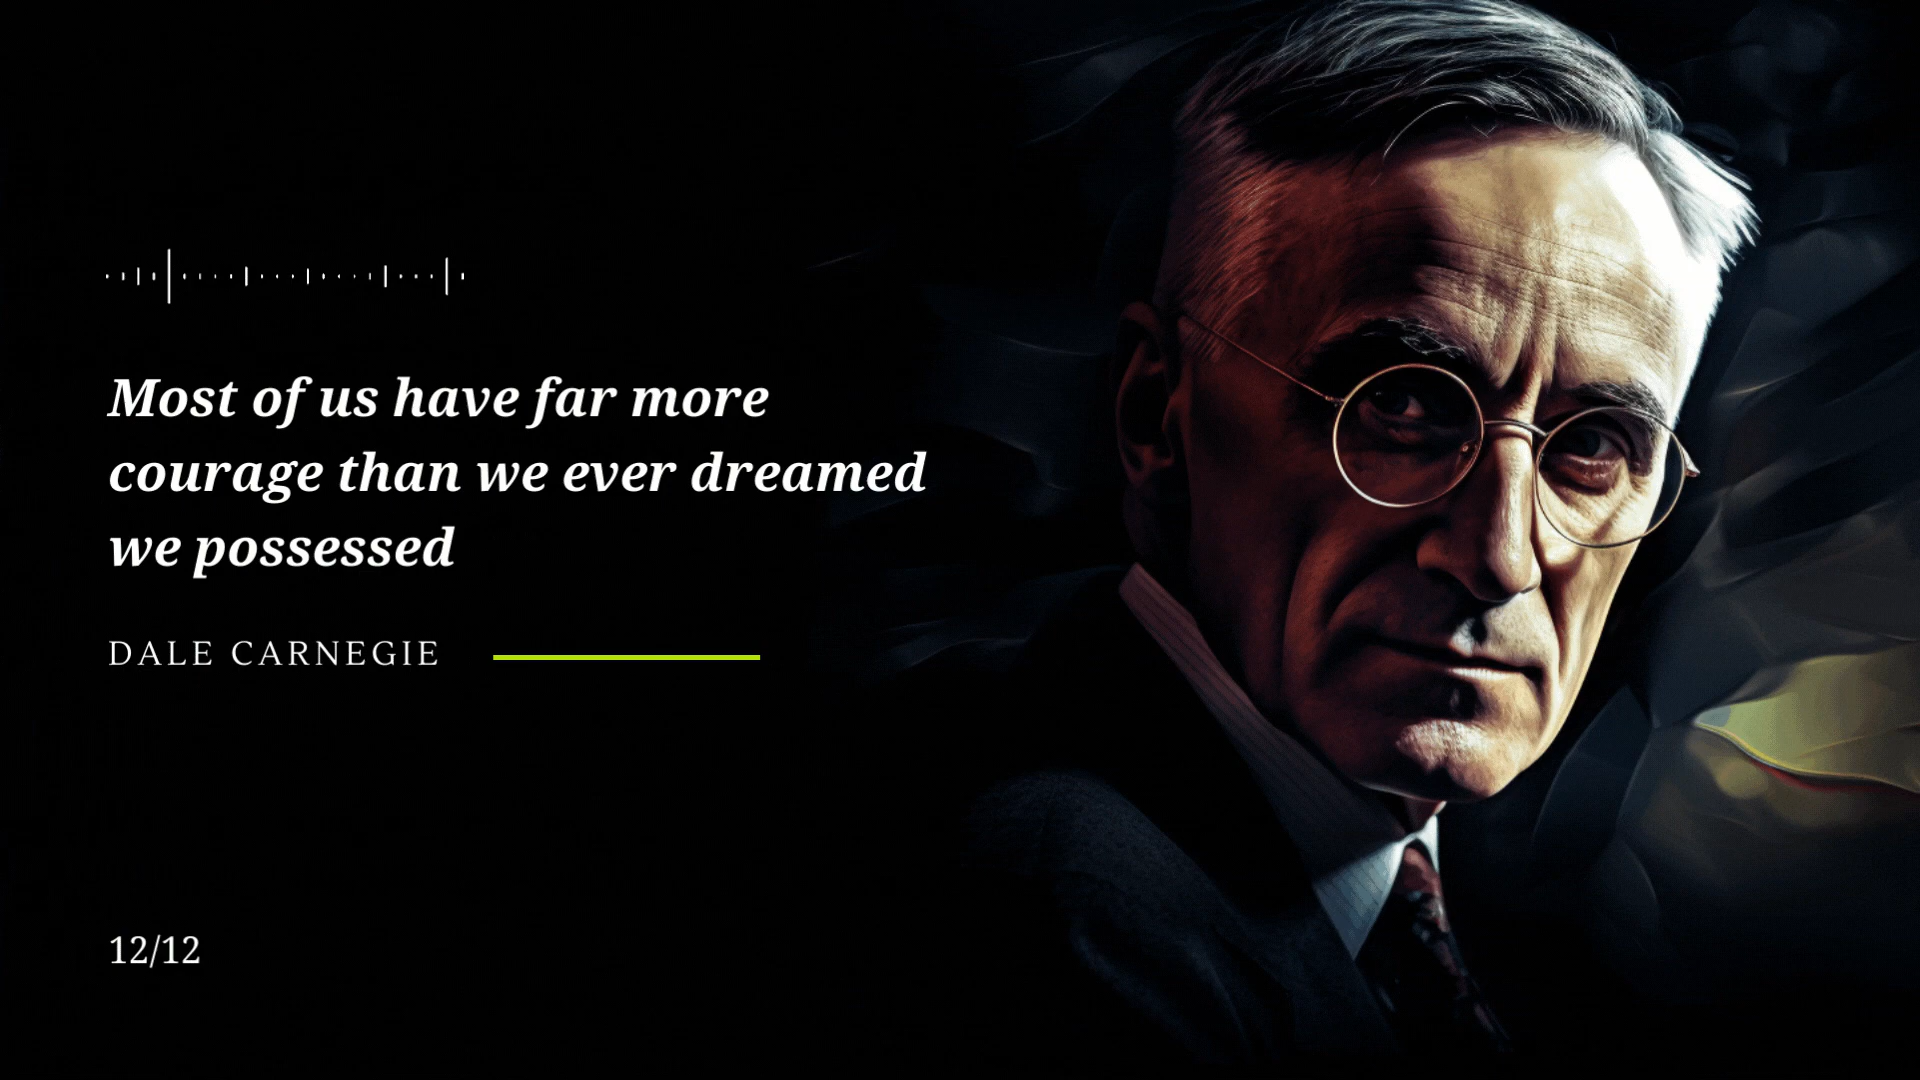 Most of us have far more
courage than we ever dreamed
we possessed
DALE CARNEGIE
12/12